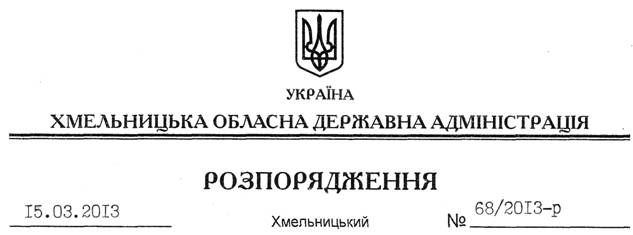 УКРАЇНА
ХМЕЛЬНИЦЬКА ОБЛАСНА ДЕРЖАВНА АДМІНІСТРАЦІЯ
РОЗПОРЯДЖЕННЯ
15.03.2013 Хмельницький № 68/2013-р